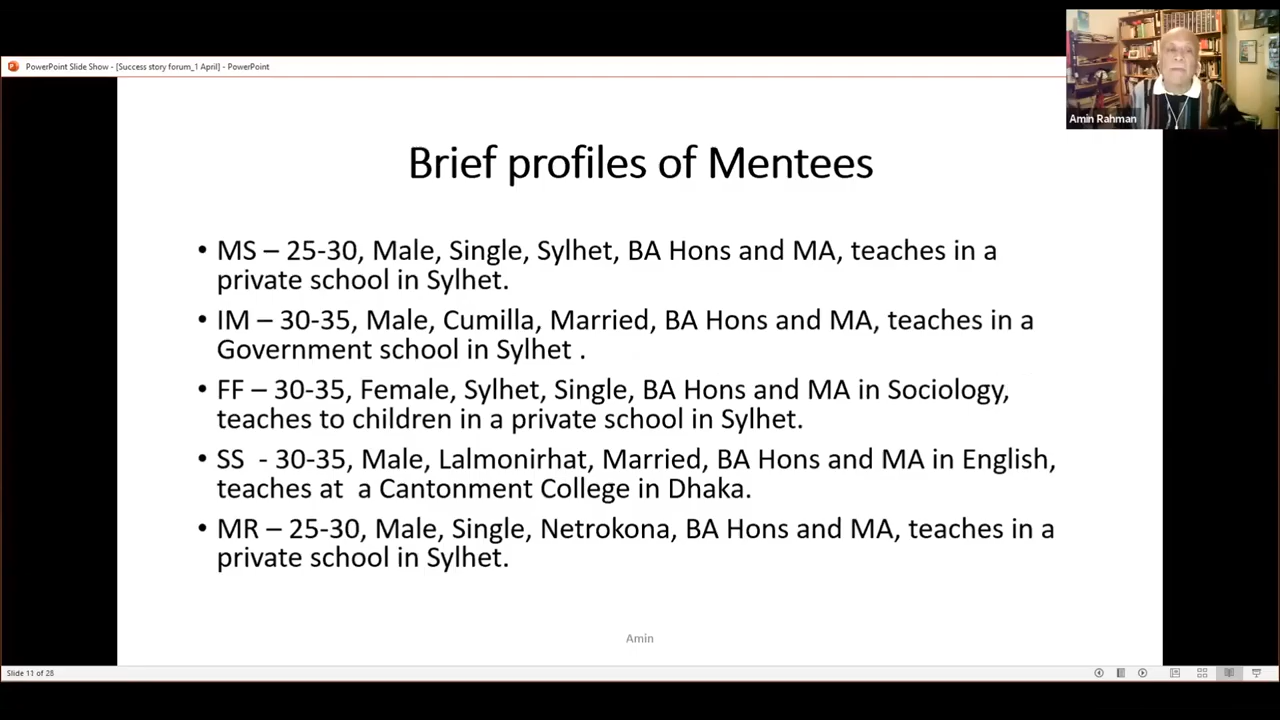 PowerPoint Slide Show - [Success story forum_1 April] - PowerPoint
Amin Rahman
Brief profiles of Mentees
• MS – 25-30, Male, Single, Sylhet, BA Hons and MA, teaches in a
private school in Sylhet.
• IM – 30-35, Male, Cumilla, Married, BA Hons and MA, teaches in a
Government school in Sylhet .
• FF – 30-35, Female, Sylhet, Single, BA Hons and MA in Sociology,
teaches to children in a private school in Sylhet.
• SS - 30-35, Male, Lalmonirhat, Married, BA Hons and MA in English,
teaches at a Cantonment College in Dhaka.
• MR – 25-30, Male, Single, Netrokona, BA Hons and MA, teaches in a
private school in Sylhet.
Amin
Slide 11 of 28